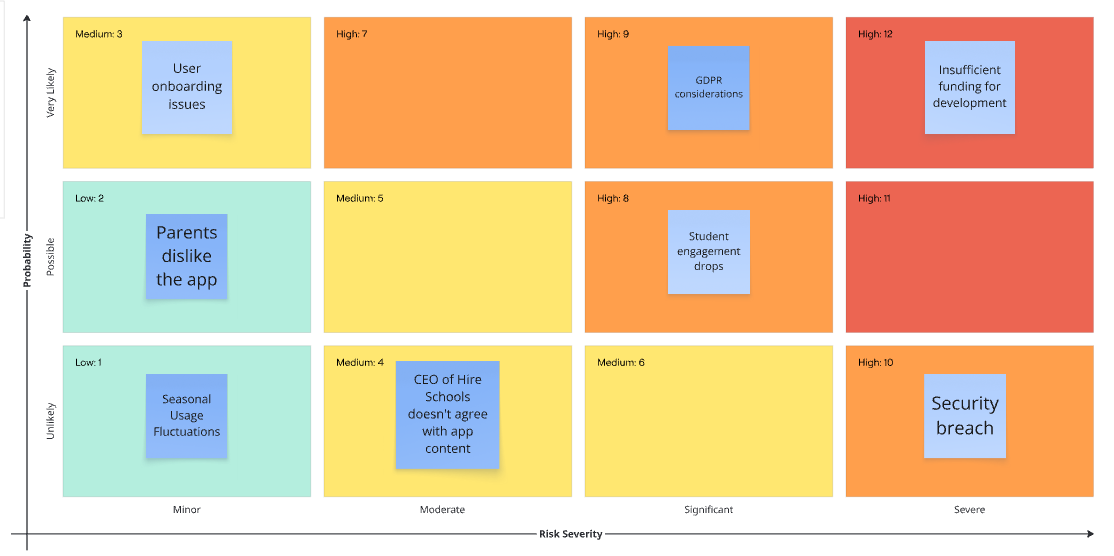 Medium: 3
User
onboarding
issues
High: 7
High: 9
GDPR
considerations
High: 12
Insufficient
funding for
development
Very Likely
Low: 2
Parents
dislike
the app
Medium: 5
High: 8
Student
engagement
drops
High: 11
Possible
Probability
Low: 1
Seasonal
Usage
Fluctuations
Medium: 4
CEO of Hire
Schools
doesn't agree
with app
content
Medium: 6
High: 10
Security
breach
Unlikely
Minor
Moderate
Significant
Severe
Risk Severity